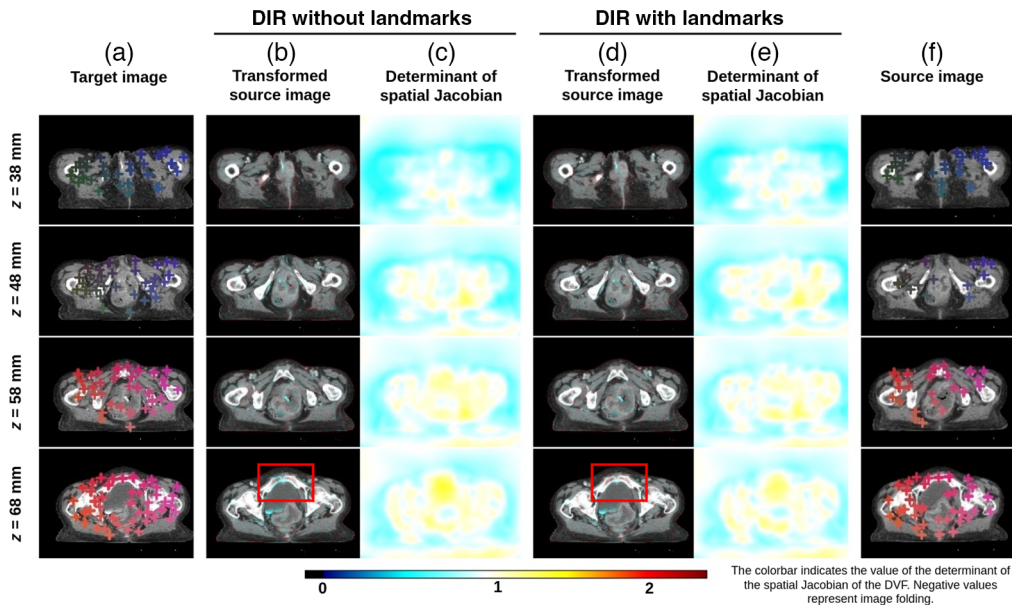 DIR without landmarks
DIR with landmarks
(a)
(b)
(c)
(d)
(e)
(f)
Target image
Transformed
source image
Determinant of
spatial Jacobian
Transformed
source image
Determinant of
spatial Jacobian
Source image
z = 38 mm
z = 48 mm
z = 58 mm
z = 68 mm
0
1
2
The colorbar indicates the value of the determinant of
the spatial Jacobian of the DVF. Negative values
represent image folding.